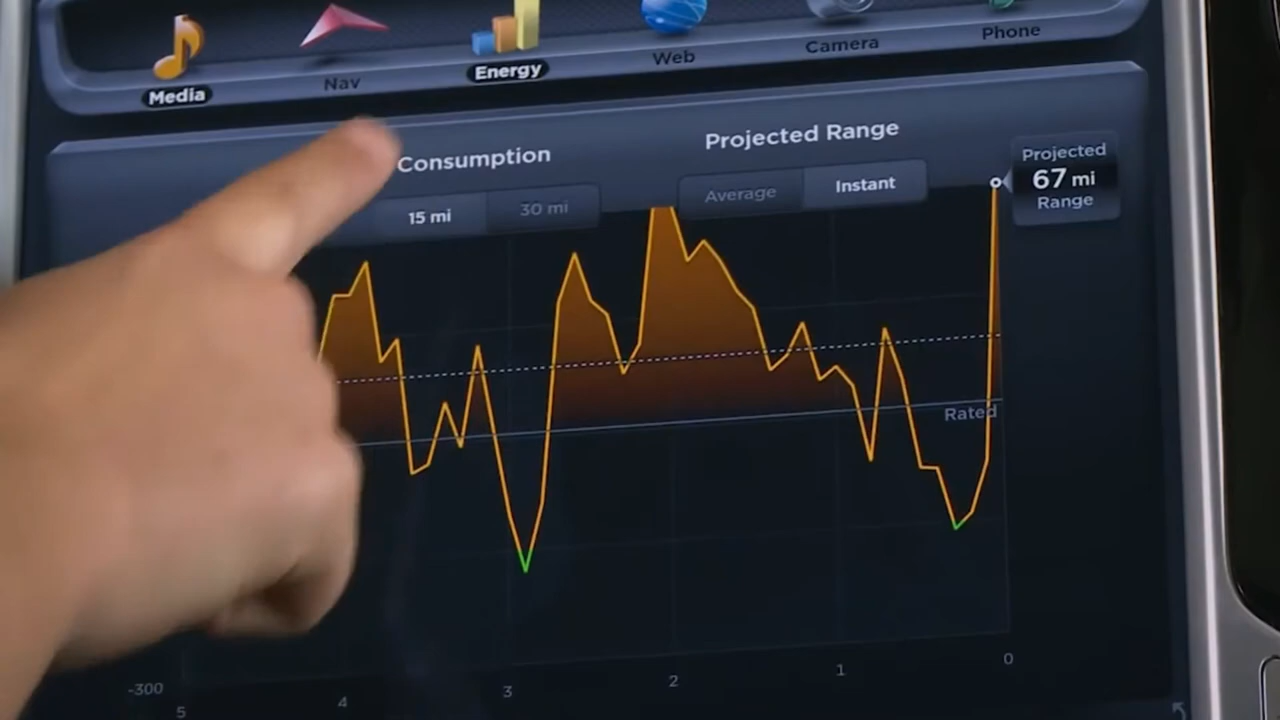 Media
Nav
Energy
Web
Camera
Phone
Consumption
15 mi
30 mi
Projected Range
Average
Instant
Projected
67 mi
Range
Rated
-300
5
4
3
2
1
0